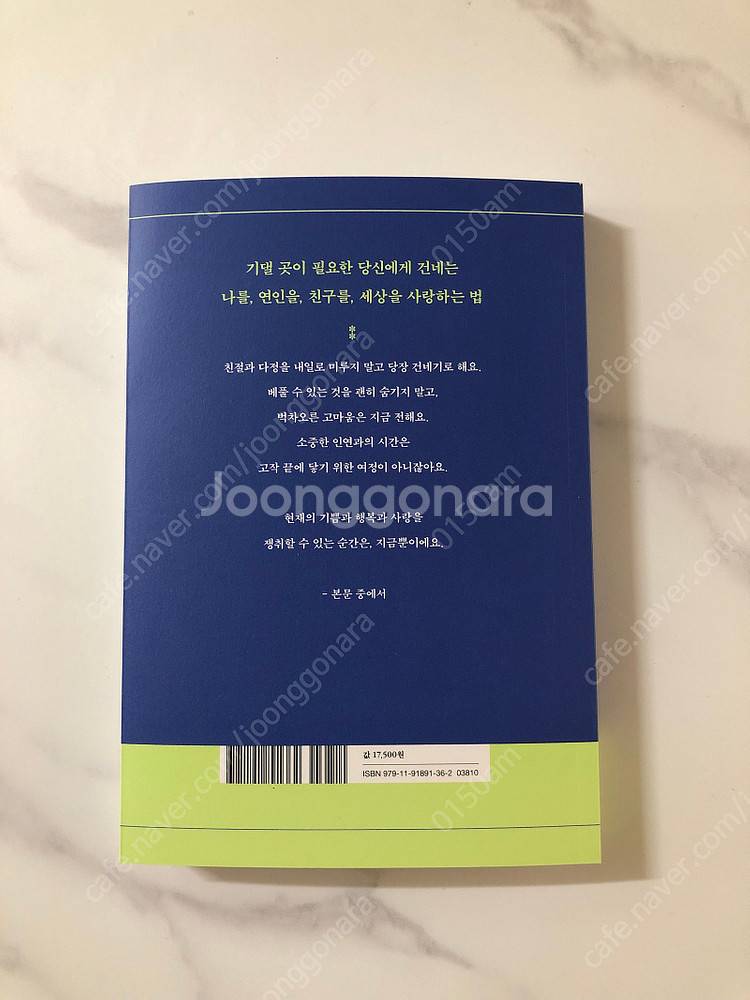 기댈 곳이 필요한 당신에게 건네는
나를, 연인을, 친구를, 세상을 사랑하는 법
친절과 다정을 내일로 미루지 말고 당장 건네기로 해요.
베풀 수 있는 것을 괜히 숨기지 말고,
벅차오른 고마움은 지금 전해요.
소중한 인연과의 시간은
고작 끝에 닿기 위한 여정이 아니잖아요.
Joonggonara
현재의 기쁨과 행복과 사랑을
쟁취할 수 있는 순간은, 지금뿐이에요.
- 본문 중에서
값 17,500원
ISBN 979-11-91891-36-2 03810
cafe.naver.com/joonggonara
0150am